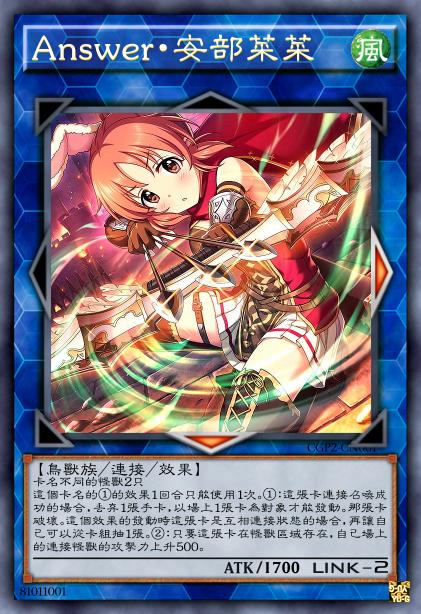 Answer・安部菜菜
風
CGP2-CN001
【鳥獸族／連接／效果】
卡名不同的怪獸2只
這個卡名的①的效果1回合只能使用1次。①：這張卡連接召喚成
功的場合，丟弃1張手卡，以場上1張卡為對象才能發動。那張卡
破壞。這個效果的發動時這張卡是互相連接狀態的場合，再讓自
己可以從卡組抽1張。②：只要這張卡在怪獸區域存在，自己場上
的連接怪獸的攻擊力上升500。
ATK/1700 LINK-2
81011001